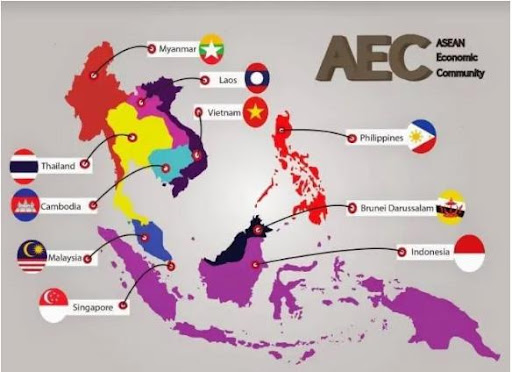 AEC
ASEAN
Economic
Community
Myanmar
Laos
Vietnam
Philippines
Thailand
Cambodia
Brunei Darussalam
Malaysia
Indonesia
Singapore